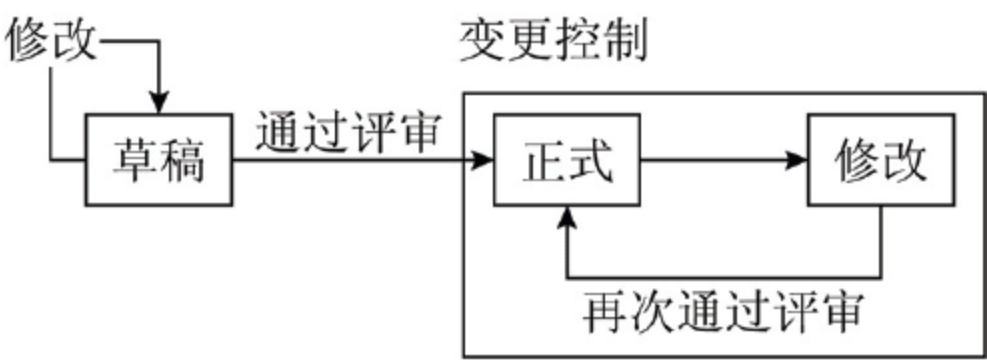 修改
变更控制
通过评审
草稿
正式
修改
再次通过评审